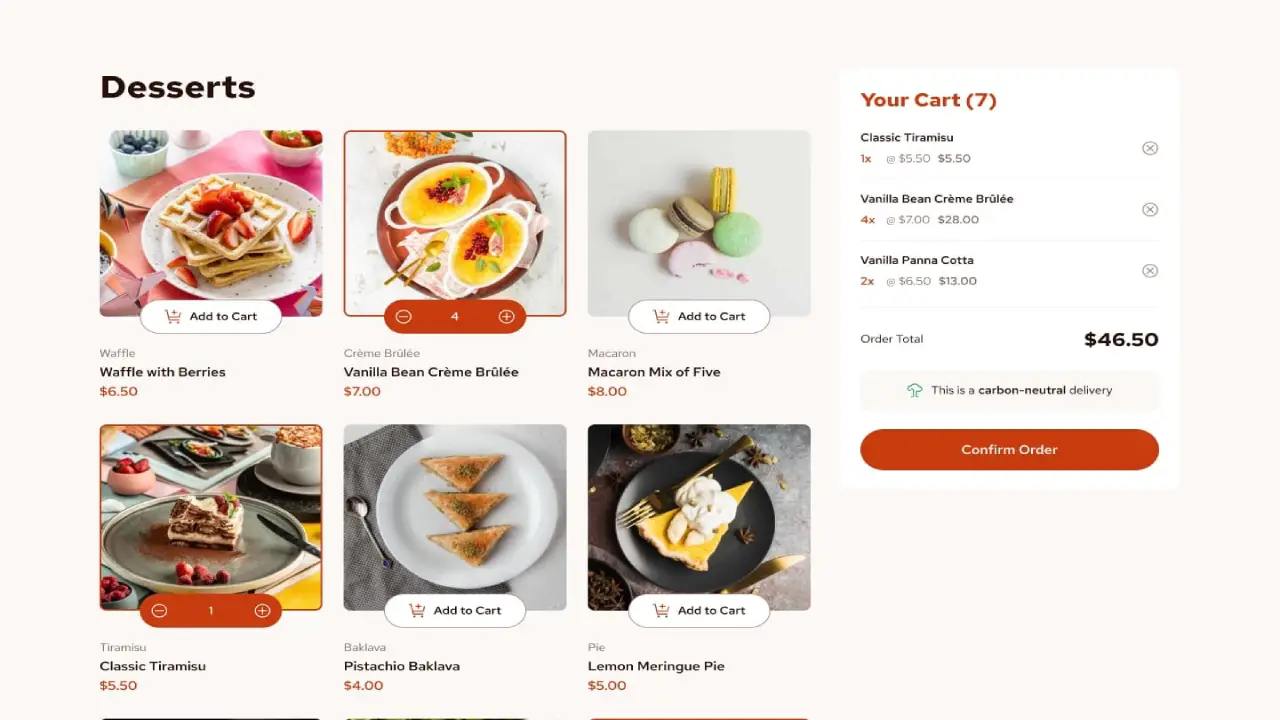 Desserts
Add to Cart
4
Add to Cart
Waffle
Waffle with Berries
$6.50
Crème Brûlée
Vanilla Bean Crème Brûlée
$7.00
Macaron
Macaron Mix of Five
$8.00
1
Add to Cart
Add to Cart
Tiramisu
Classic Tiramisu
$5.50
Baklava
Pistachio Baklava
$4.00
Pie
Lemon Meringue Pie
$5.00
Your Cart (7)
Classic Tiramisu
1x @ $5.50 $5.50
Vanilla Bean Crème Brûlée
4x @ $7.00 $28.00
Vanilla Panna Cotta
2x @ $6.50 $13.00
Order Total $46.50
This is a carbon-neutral delivery
Confirm Order